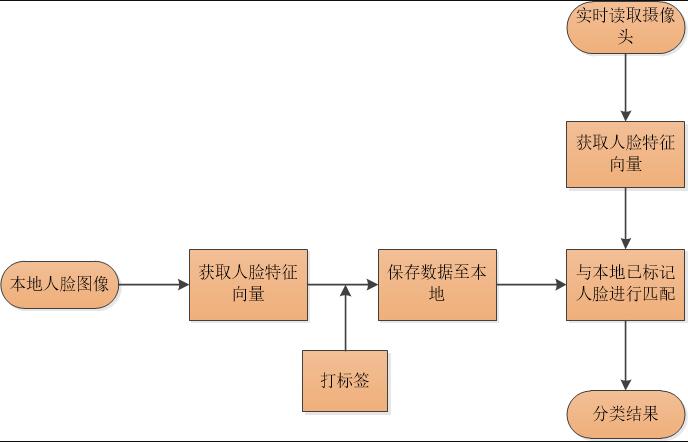 实时读取摄像
头
获取人脸特征
向量
本地人脸图像
获取人脸特征
向量
保存数据至本
地
与本地已标记
人脸进行匹配
打标签
分类结果